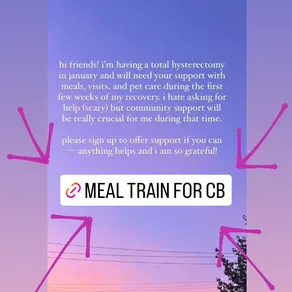 hi friends! i'm having a total hysterectomy
in january and will need your support with
meals, visits, and pet care during the first
few weeks of my recovery. i hate asking for
help (scary) but community support will
be really crucial for me during that time.
please sign up to offer support if you can
—anything helps and i am so grateful!
MEAL TRAIN FOR CB